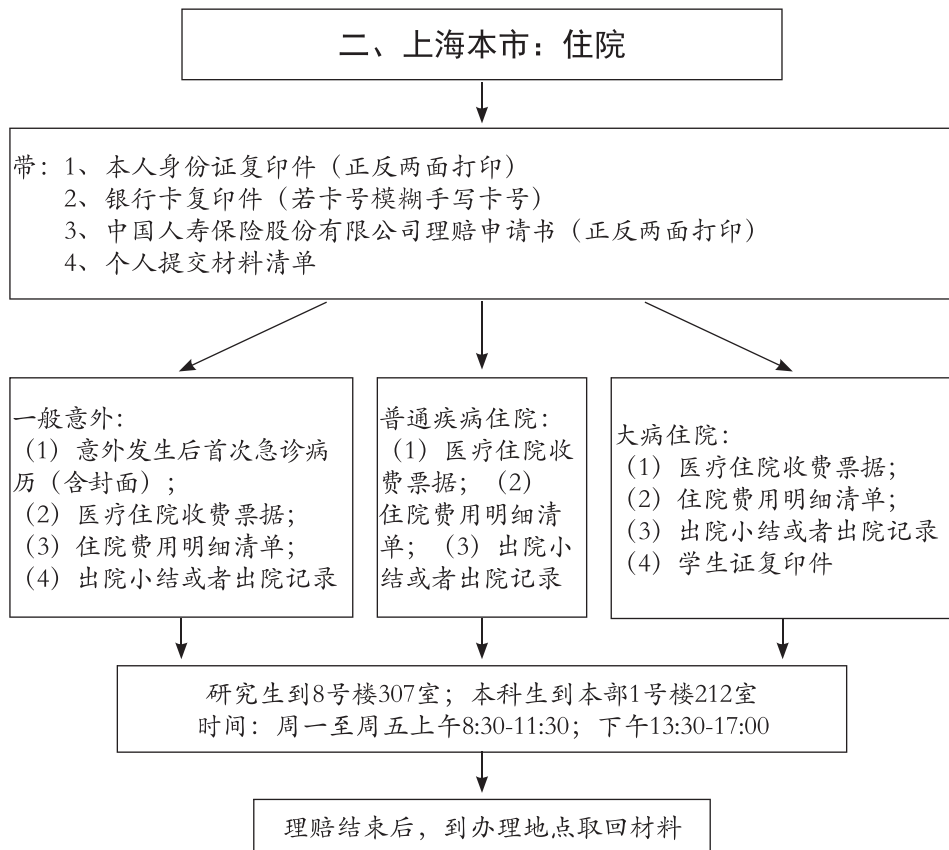 二、上海本市：住院
带：1、本人身份证复印件（正反两面打印）
2、银行卡复印件（若卡号模糊手写卡号）
3、中国人寿保险股份有限公司理赔申请书（正反两面打印）
4、个人提交材料清单
一般意外：
（1）意外发生后首次急诊病
历（含封面）；
（2）医疗住院收费票据；
（3）住院费用明细清单；
（4）出院小结或者出院记录
普通疾病住院：
（1）医疗住院收
费票据；（2）
住院费用明细清
单；（3）出院小
结或者出院记录
大病住院：
（1）医疗住院收费票据；
（2）住院费用明细清单；
（3）出院小结或者出院记录
（4）学生证复印件
研究生到8号楼307室；本科生到本部1号楼212室
时间：周一至周五上午8:30-11:30；下午13:30-17:00
理赔结束后，到办理地点取回材料